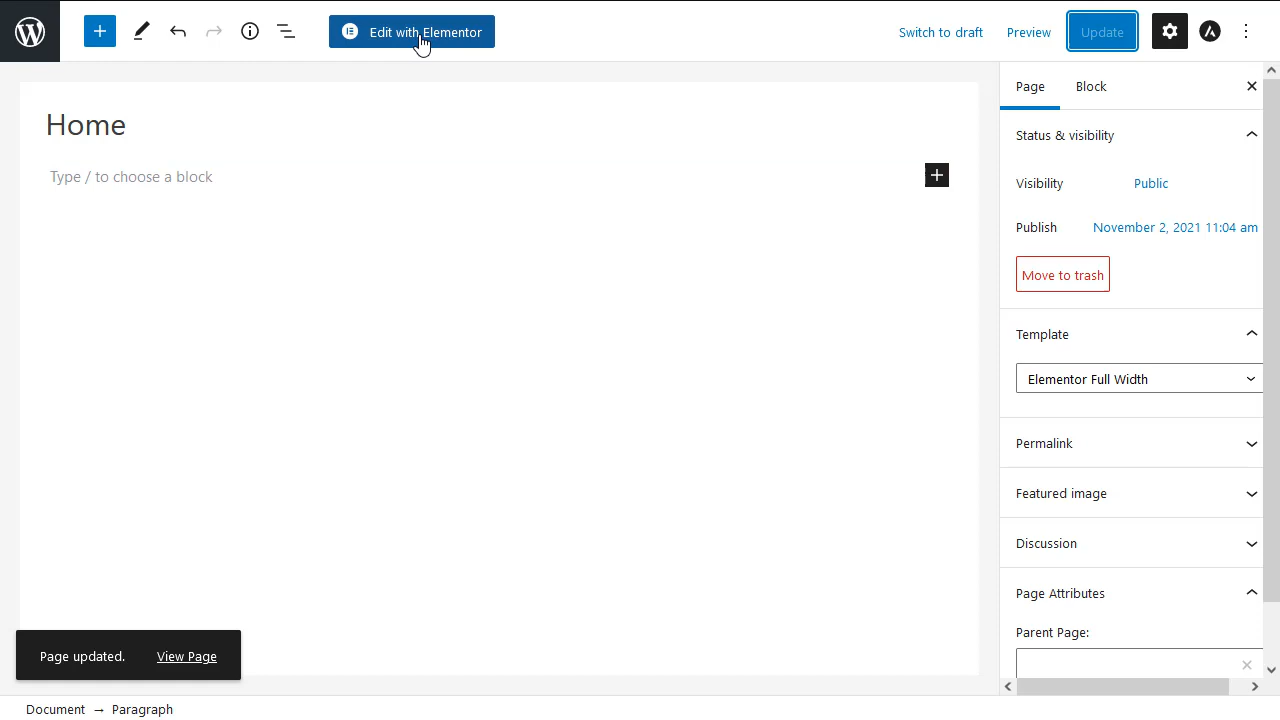 Edit with Elementor
Switch to draft
Preview
Update
Page
Block
Home
Type / to choose a block
Status & visibility
Visibility
Public
Publish
November 2, 2021 11:04 am
Move to trash
Template
Elementor Full Width
Permalink
Featured image
Discussion
Page Attributes
Parent Page:
Page updated.
View Page
Document → Paragraph